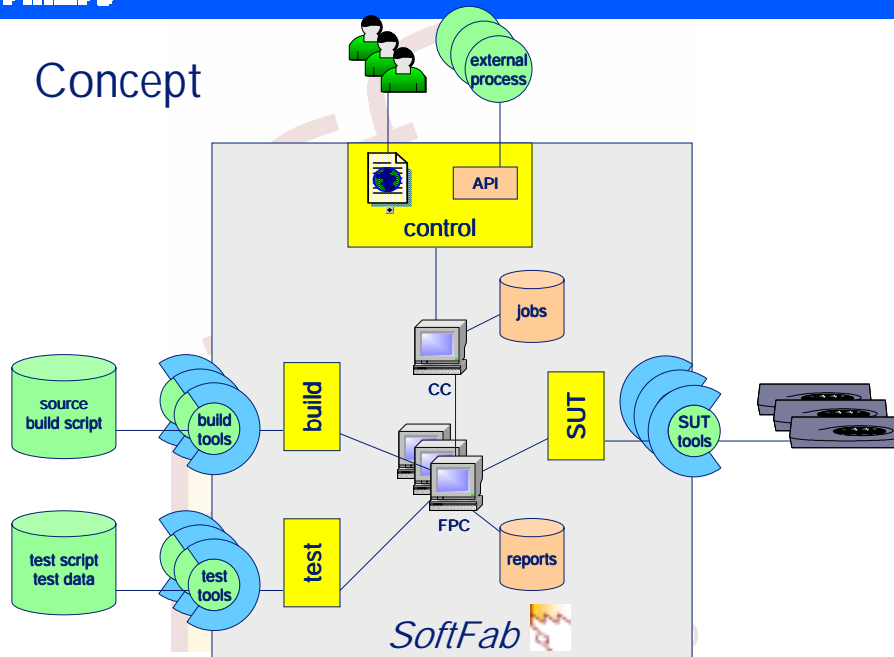 Concept
external
process
API
control
jobs
CC
source
build script
build
tools
build
SUT
SUT
tools
FPC
test script
test data
test
tools
test
reports
SoftFab